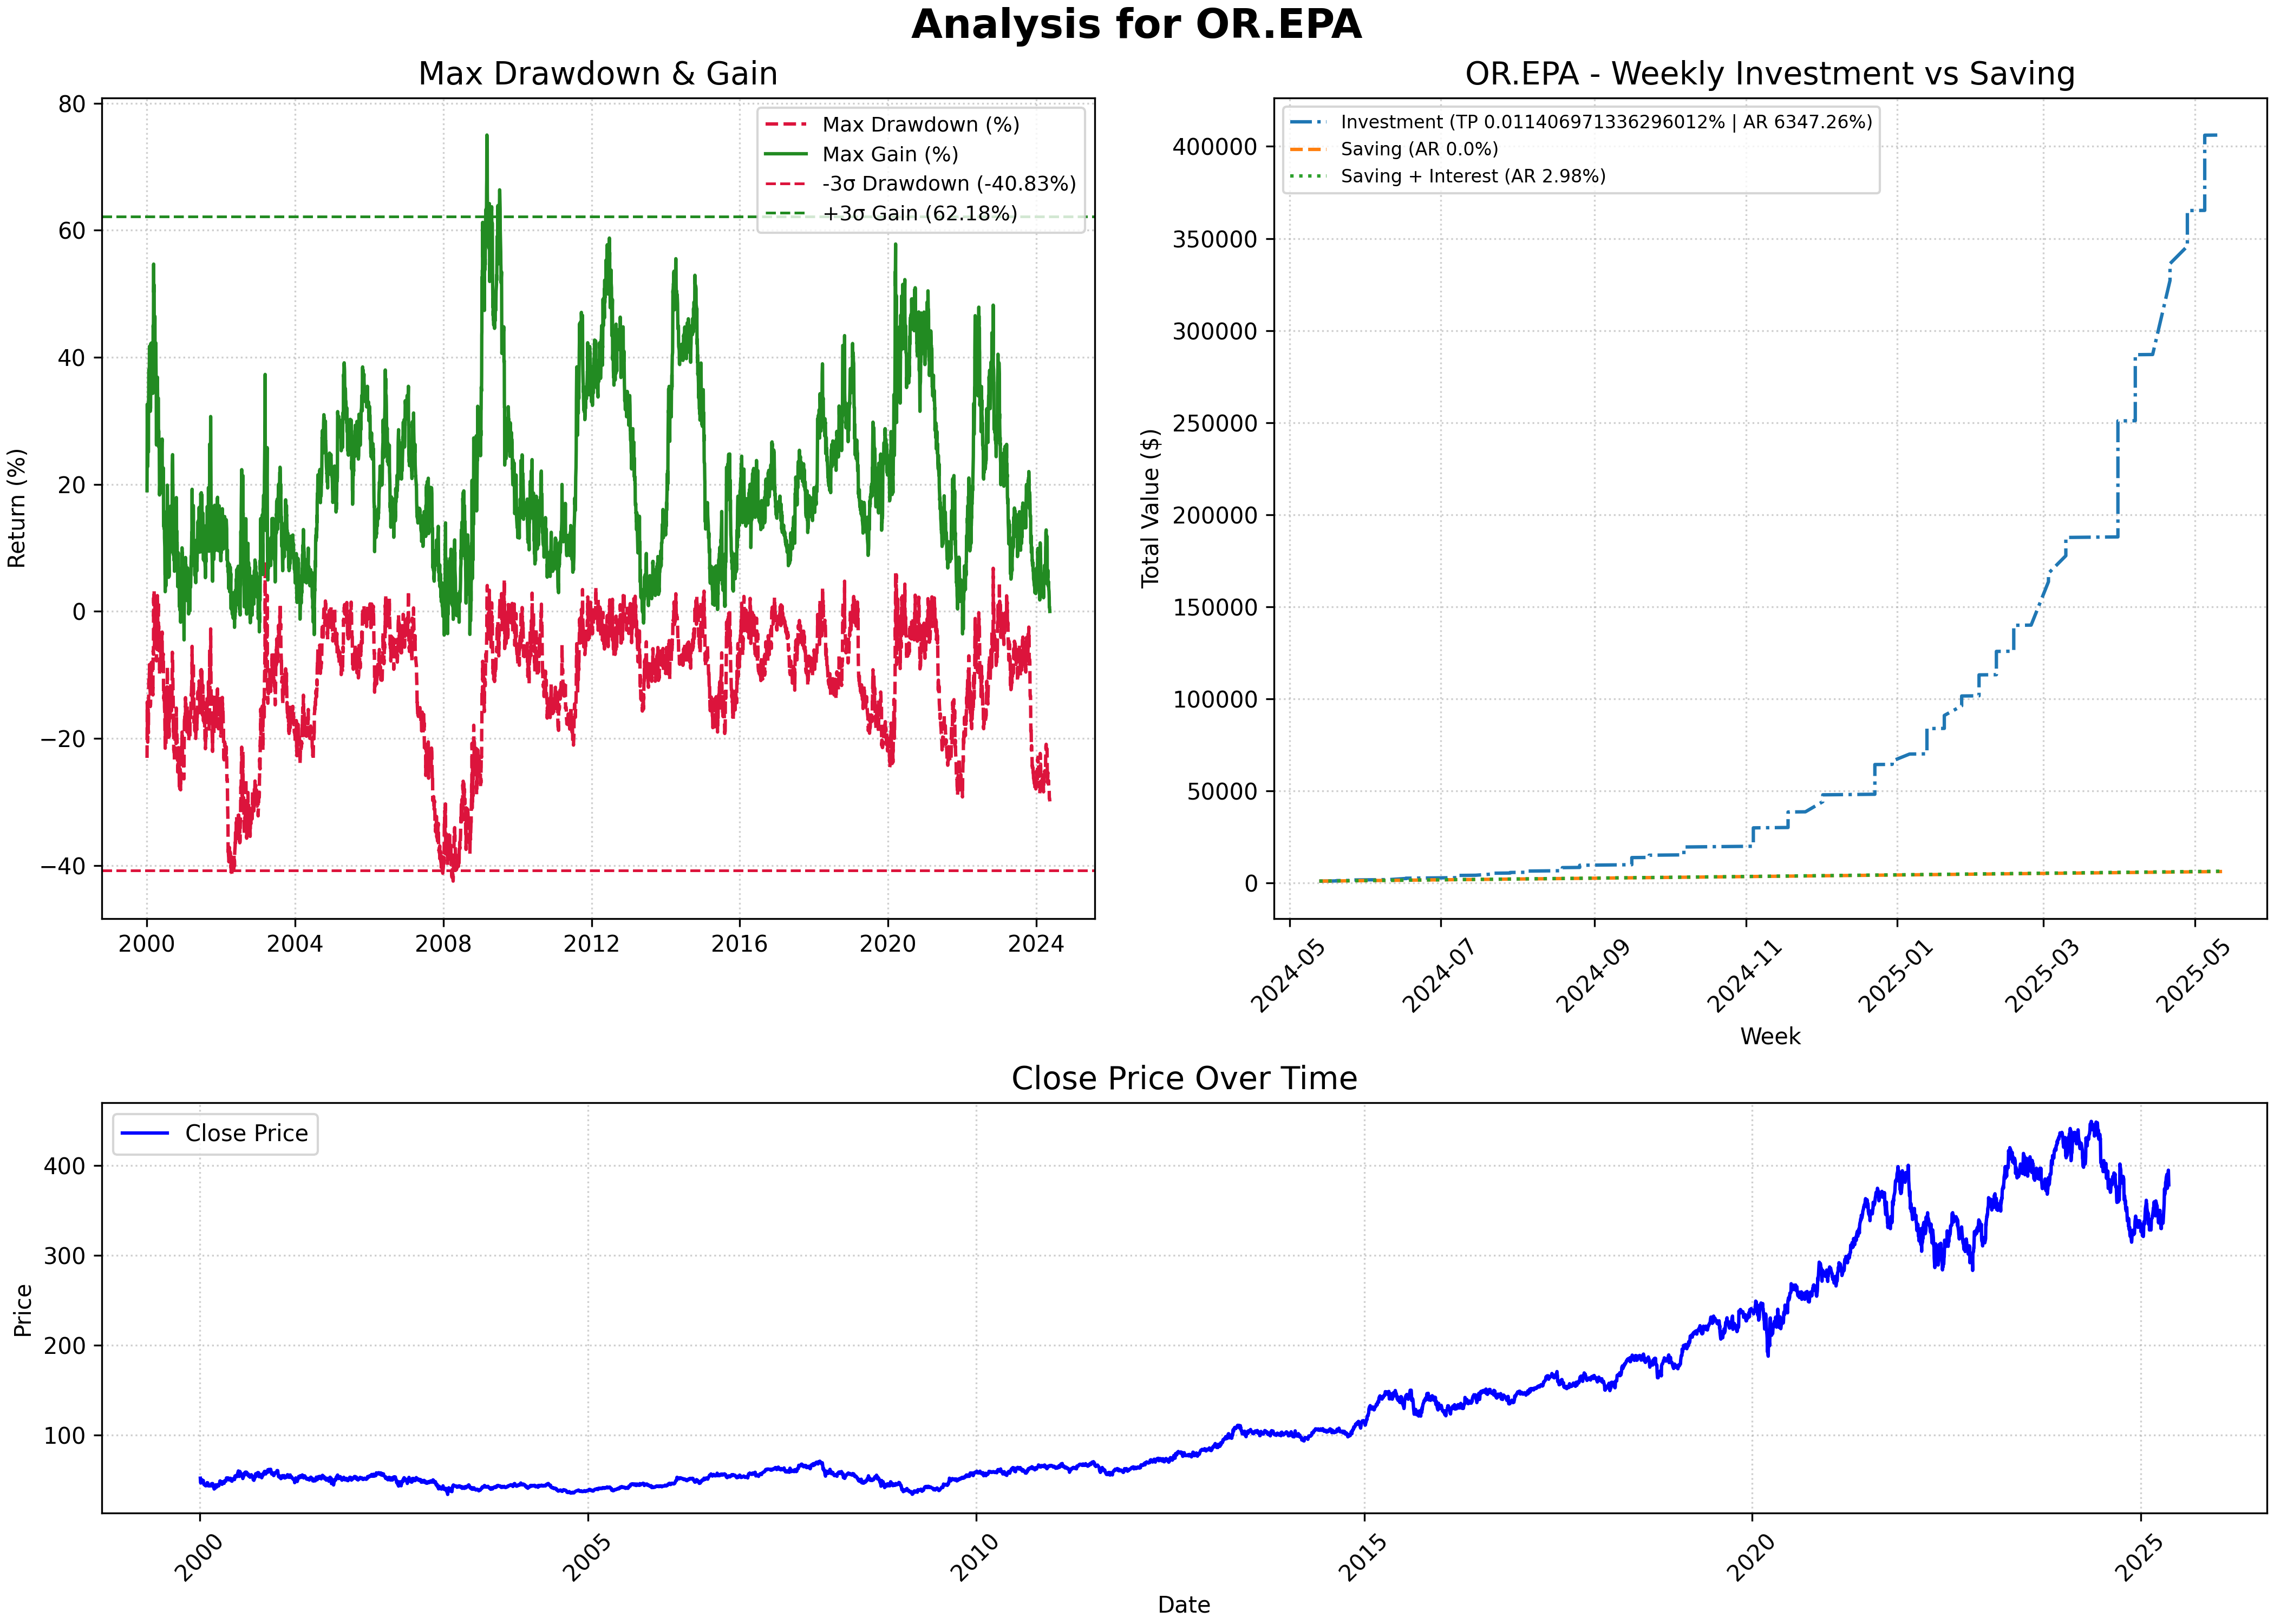 Analysis for OR.EPA
Max Drawdown & Gain
Return (%)
80
60
40
20
0
−20
−40
2000
2004
2008
2012
2016
2020
2024
Max Drawdown (%)
Max Gain (%)
-3σ Drawdown (-40.83%)
+3σ Gain (62.18%)
OR.EPA - Weekly Investment vs Saving
Total Value ($)
400000
350000
300000
250000
200000
150000
100000
50000
0
Investment (TP 0.011406971336296012% | AR 6347.26%)
Saving (AR 0.0%)
Saving + Interest (AR 2.98%)
2024-05
2024-07
2024-09
2024-11
2025-01
2025-03
2025-05
Week
Close Price Over Time
Price
400
300
200
100
Close Price
2000
2005
2010
2015
2020
2025
Date